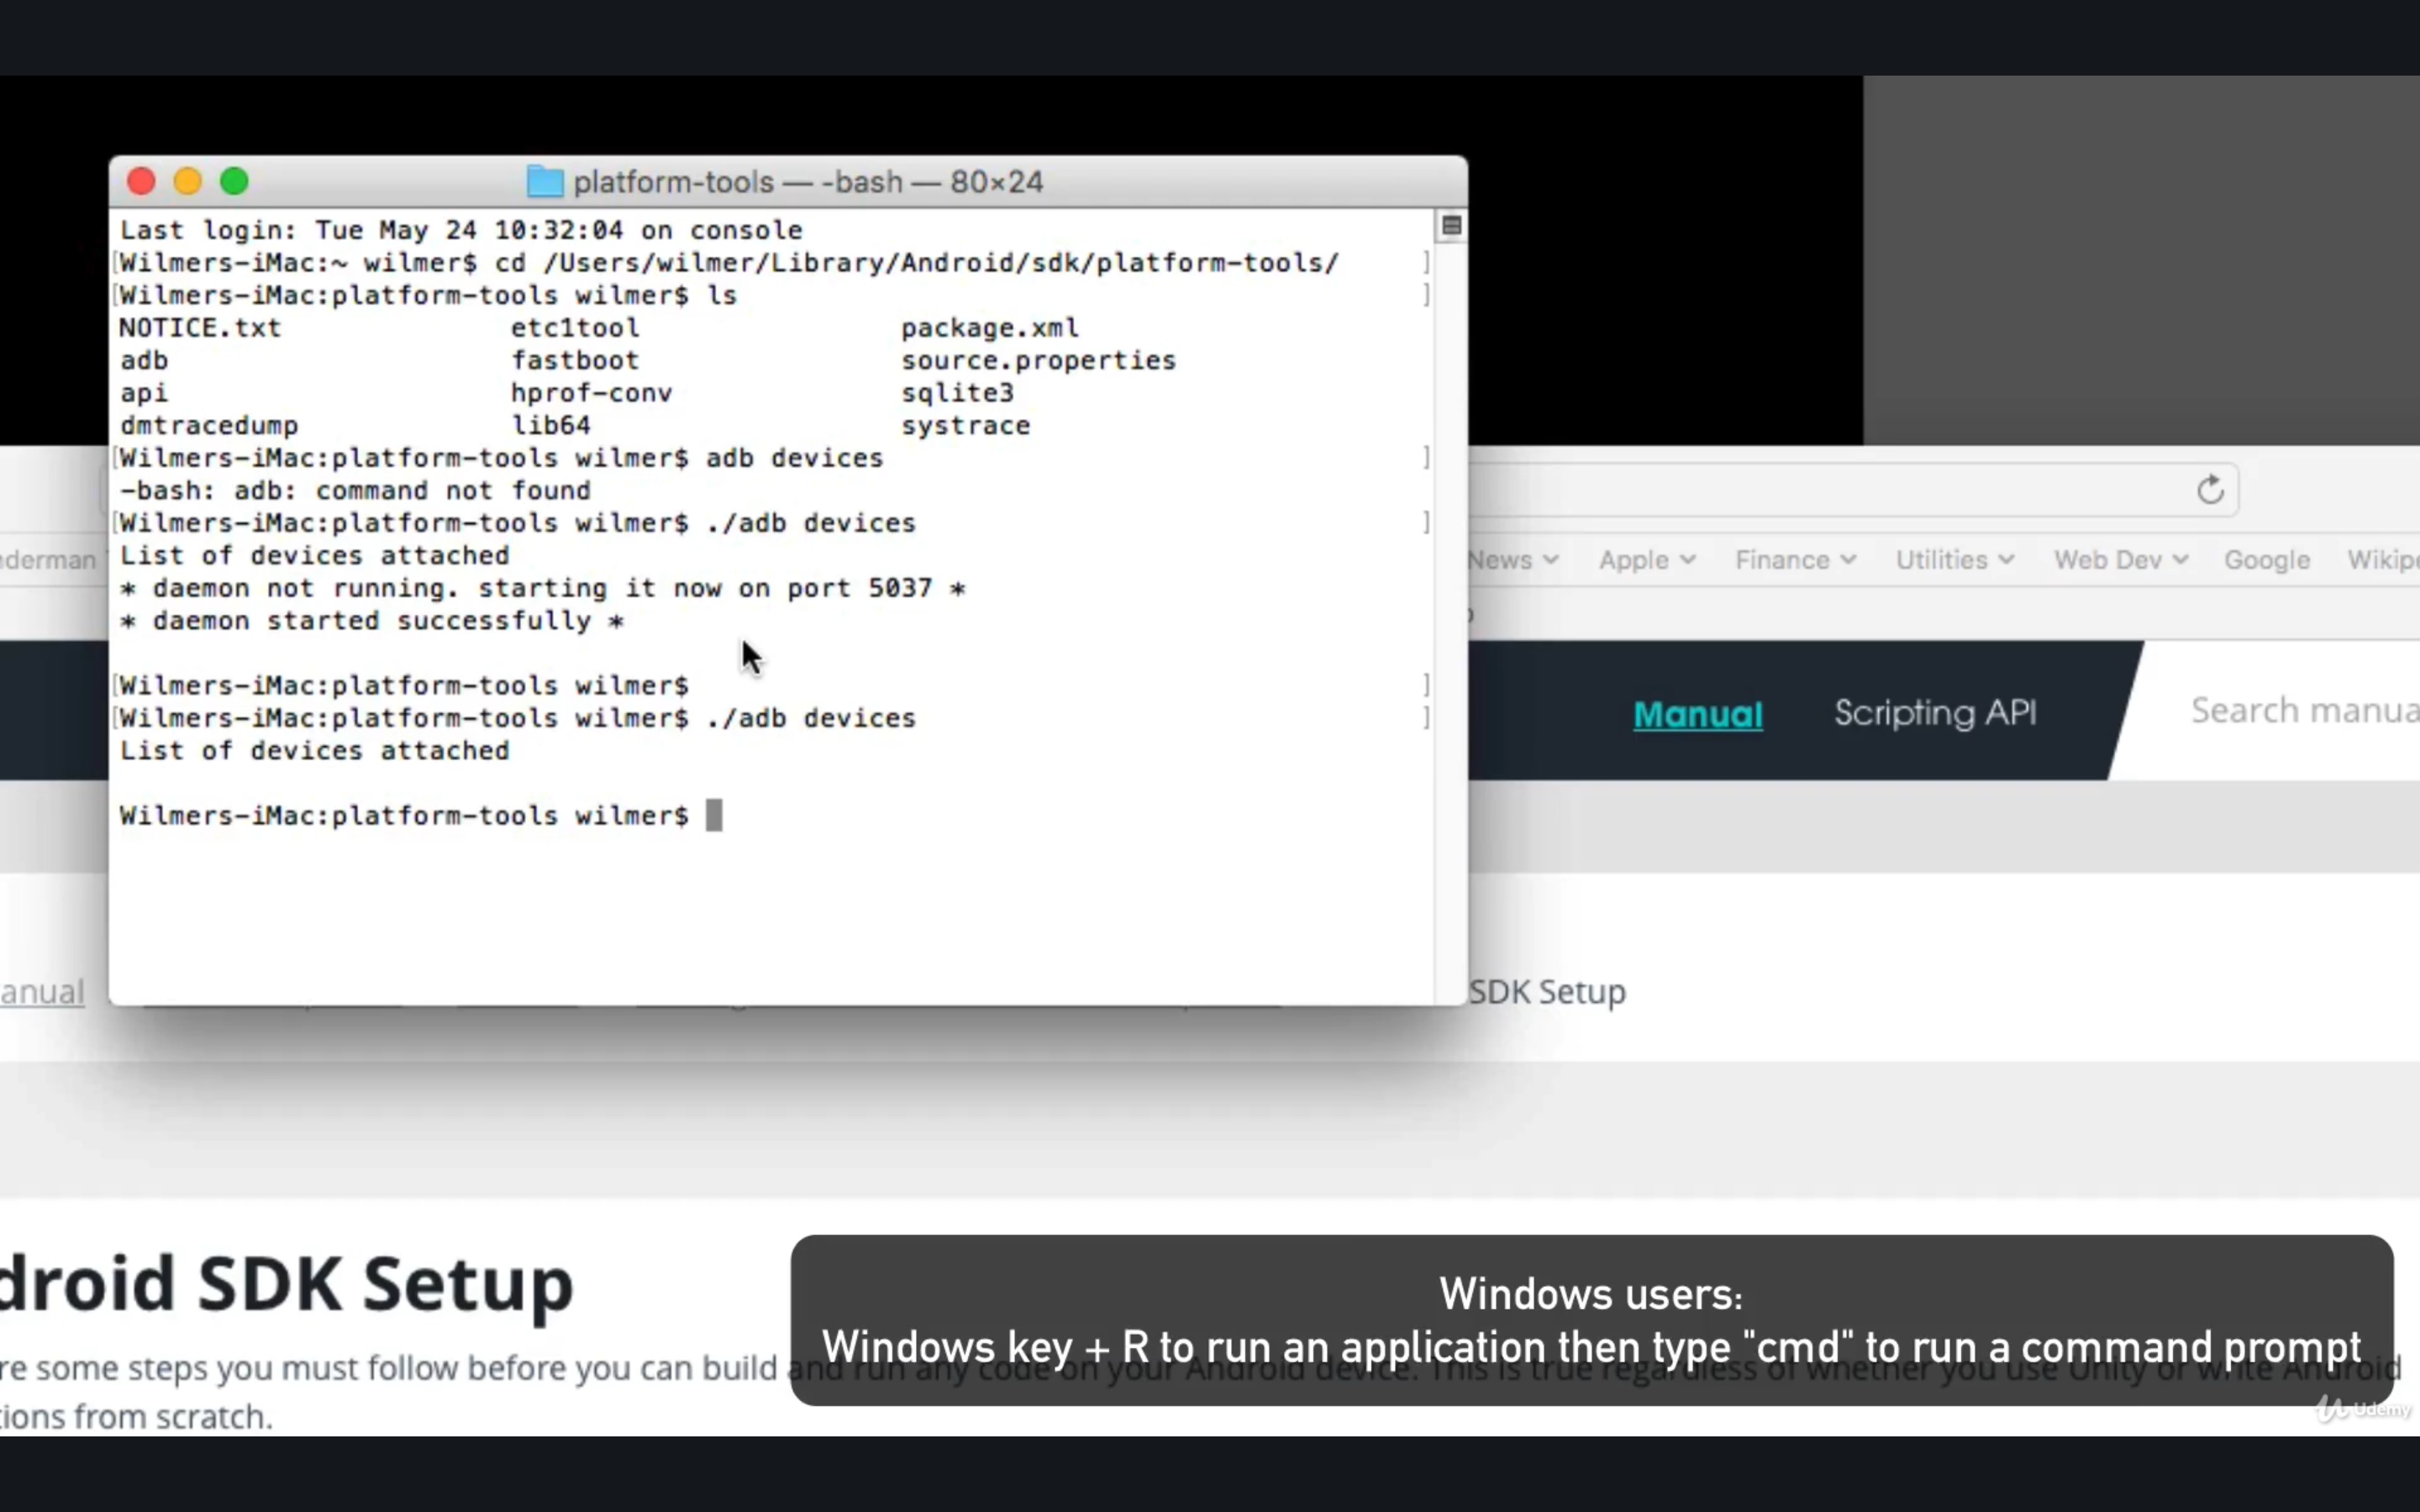 platform-tools — -bash — 80×24
Last login: Tue May 24 10:32:04 on console
[Wilmers-iMac:~ wilmer$ cd /Users/wilmer/Library/Android/sdk/platform-tools/ ]
[Wilmers-iMac:platform-tools wilmer$ ls ]
NOTICE.txt etc1tool package.xml
adb fastboot source.properties
api hprof-conv sqlite3
dmtracedump lib64 systrace
[Wilmers-iMac:platform-tools wilmer$ adb devices ]
-bash: adb: command not found
[Wilmers-iMac:platform-tools wilmer$ ./adb devices ]
List of devices attached
* daemon not running. starting it now on port 5037 *
* daemon started successfully *
[Wilmers-iMac:platform-tools wilmer$ ]
[Wilmers-iMac:platform-tools wilmer$ ./adb devices ]
List of devices attached
Wilmers-iMac:platform-tools wilmer$
nderman News Apple Finance Utilities Web Dev Google Wikipe
Manual Scripting API Search manua
anual SDK Setup
droid SDK Setup
Windows users:
Windows key + R to run an application then type "cmd" to run a command prompt
re some steps you must follow before you can build and run any code on your Android device. This is true regardless of whether you use Unity or write Android
tions from scratch.
Udemy